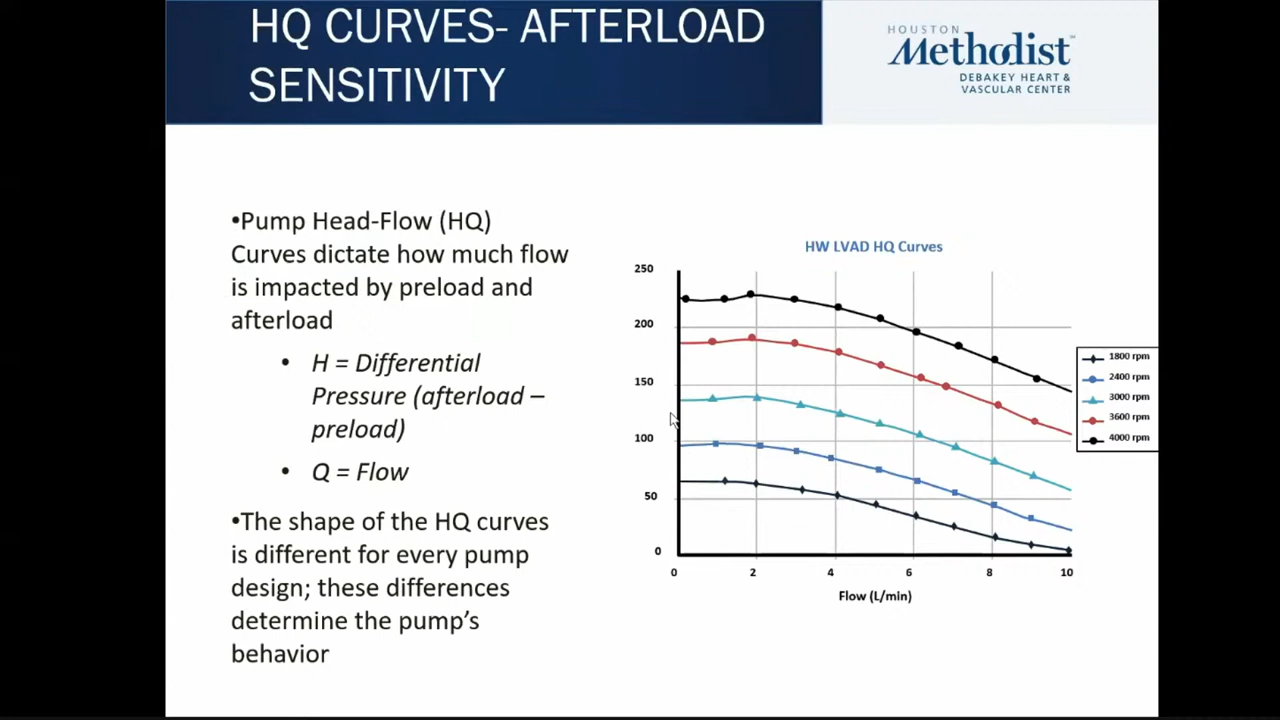 HQ CURVES- AFTERLOAD
SENSITIVITY
HOUSTON
Methodist
DEBAKEY HEART &
VASCULAR CENTER
•Pump Head-Flow (HQ)
Curves dictate how much flow
is impacted by preload and
afterload
• H = Differential
Pressure (afterload –
preload)
• Q = Flow
•The shape of the HQ curves
is different for every pump
design; these differences
determine the pump’s
behavior
HW LVAD HQ Curves
250
200
150
100
50
0
0 2 4 6 8 10
Flow (L/min)
1800 rpm
2400 rpm
3000 rpm
3600 rpm
4000 rpm